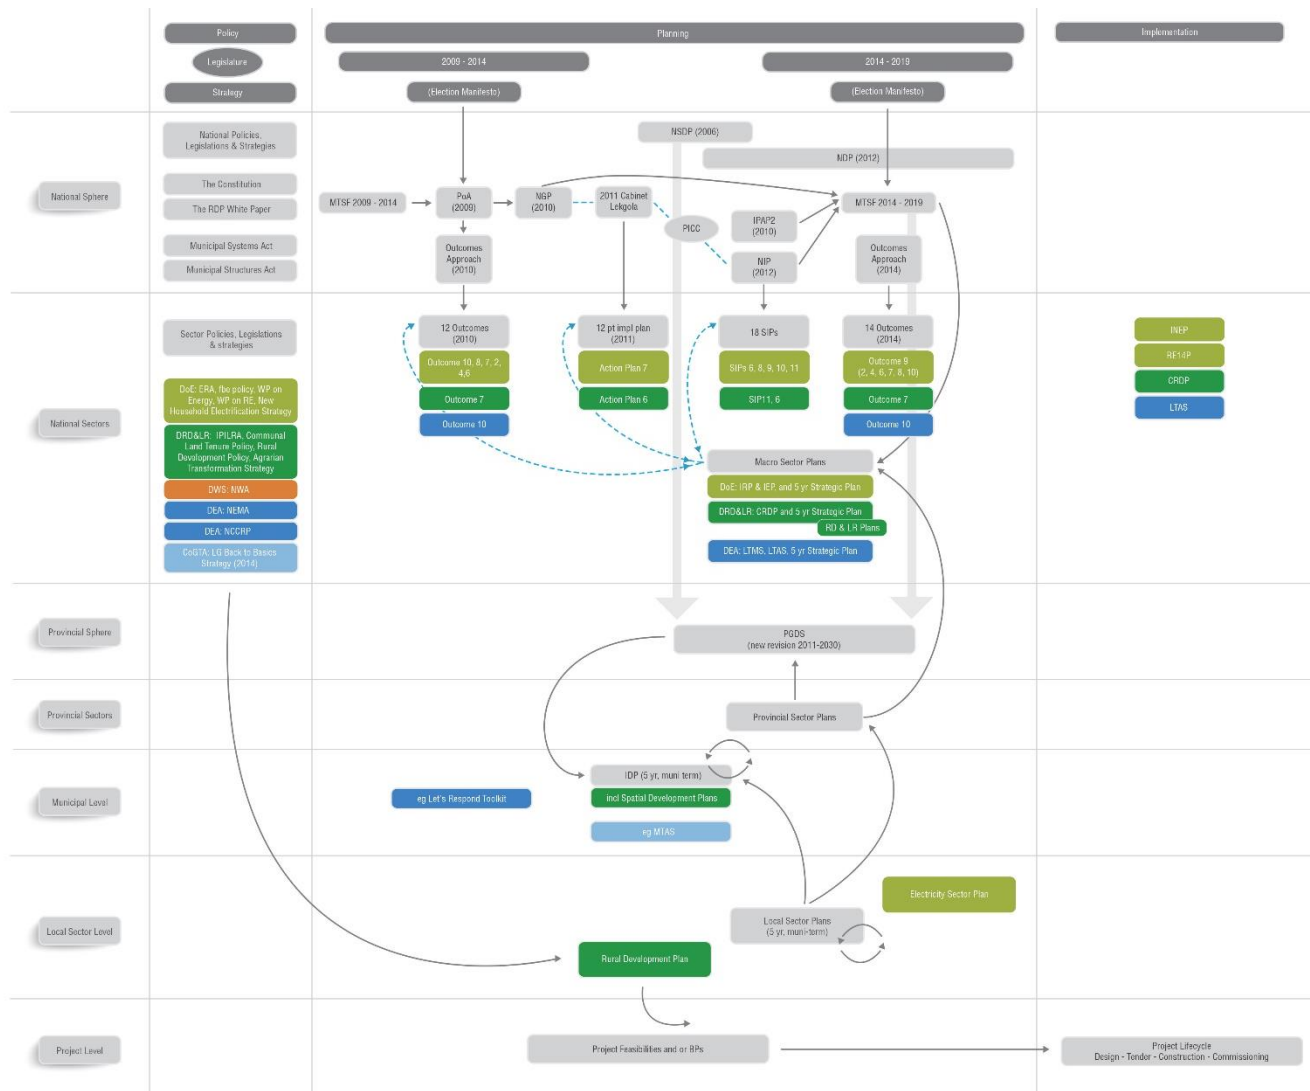 Policy
Planning
Implementation
Legislature
2009 - 2014
2014 - 2019
Strategy
(Election Manifesto)
(Election Manifesto)
National Sphere
National Policies,
Legislations & Strategies
The Constitution
The RDP White Paper
Municipal Systems Act
Municipal Structures Act
NSDP (2006)
NDP (2012)
MTSF 2009 - 2014
PoA
(2009)
NGP
(2010)
2011 Cabinet
Lekgola
PICC
IPAP2
(2010)
MTSF 2014 - 2019
Outcomes
Approach
(2010)
NIP
(2012)
Outcomes
Approach
(2014)
National Sectors
Sector Policies, Legislations
& strategies
DoE: ERA, fbe policy, WP on
Energy, WP on RE, New
Household Electrification Strategy
DRD&LR: IPILRA, Communal
Land Tenure Policy, Rural
Development Policy, Agrarian
Transformation Strategy
DWS: NWA
DEA: NEMA
DEA: NCCRP
CoGTA: LG Back to Basics
Strategy (2014)
12 Outcomes
(2010)
Outcome 10, 8, 7, 2,
4,6
Outcome 7
Outcome 10
12 pt impl plan
(2011)
Action Plan 7
Action Plan 6
18 SIPs
SIPs 6, 8, 9, 10, 11
SIP11, 6
14 Outcomes
(2014)
Outcome 9
(2, 4, 6, 7, 8, 10)
Outcome 7
Outcome 10
INEP
RE14P
CRDP
LTAS
Macro Sector Plans
DoE: IRP & IEP, and 5 yr Strategic Plan
DRD&LR: CRDP and 5 yr Strategic Plan
RD & LR Plans
DEA: LTMS, LTAS, 5 yr Strategic Plan
Provincial Sphere
PGDS
(new revision 2011-2030)
Provincial Sectors
Provincial Sector Plans
Municipal Level
IDP (5 yr, muni term)
eg Let's Respond Toolkit
incl Spatial Development Plans
eg MTAS
Local Sector Level
Electricity Sector Plan
Local Sector Plans
(5 yr, muni-term)
Rural Development Plan
Project Level
Project Feasibilities and or BPs
Project Lifecycle
Design - Tender - Construction - Commissioning